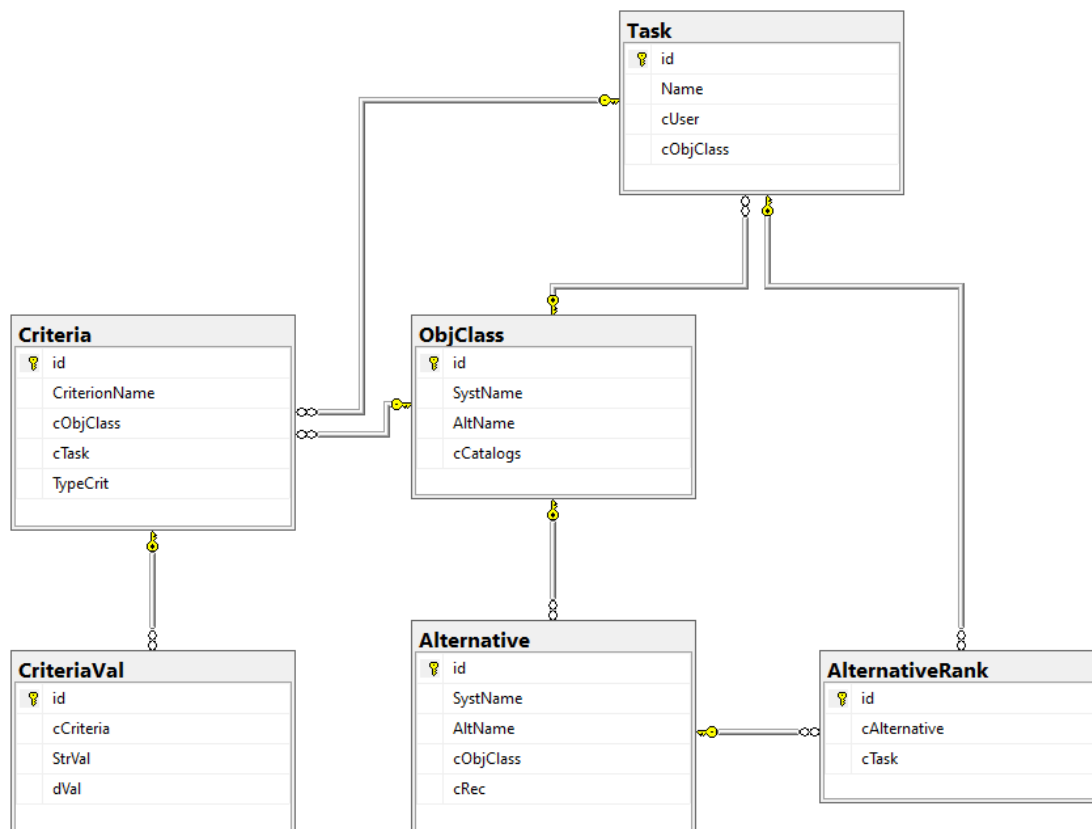 Task
id
Name
cUser
cObjClass
Criteria
id
CriterionName
cObjClass
cTask
TypeCrit
ObjClass
id
SystName
AltName
cCatalogs
CriteriaVal
id
cCriteria
StrVal
dVal
Alternative
id
SystName
AltName
cObjClass
cRec
AlternativeRank
id
cAlternative
cTask